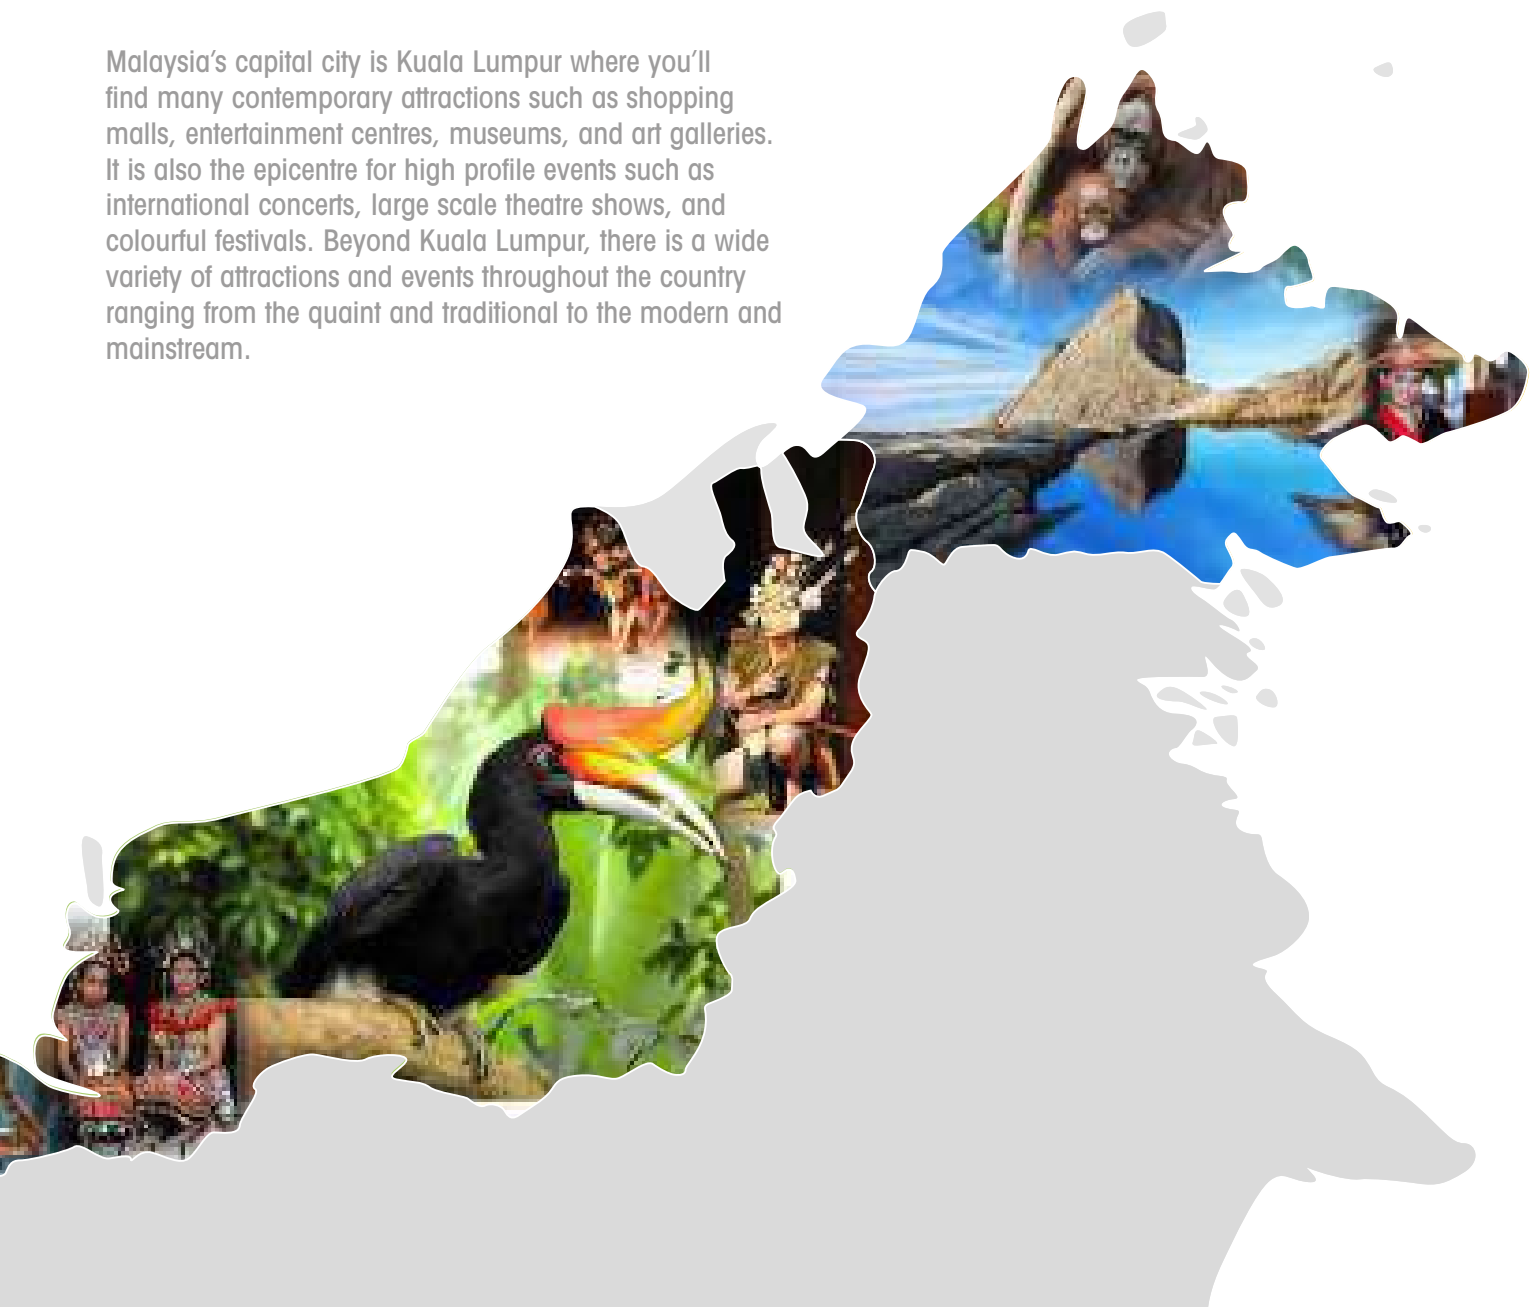 Malaysia’s capital city is Kuala Lumpur where you’ll
find many contemporary attractions such as shopping
malls, entertainment centres, museums, and art galleries.
It is also the epicentre for high profile events such as
international concerts, large scale theatre shows, and
colourful festivals. Beyond Kuala Lumpur, there is a wide
variety of attractions and events throughout the country
ranging from the quaint and traditional to the modern and
mainstream.